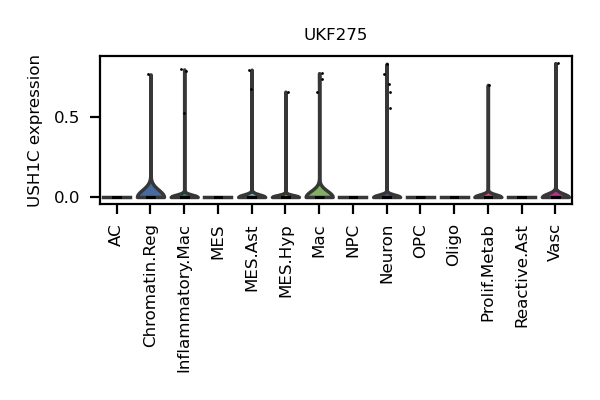 UKF275
USH1C expression
0.5
0.0
AC
Chromatin.Reg
Inflammatory.Mac
MES
MES.Ast
MES.Hyp
Mac
NPC
Neuron
OPC
Oligo
Prolif.Metab
Reactive.Ast
Vasc